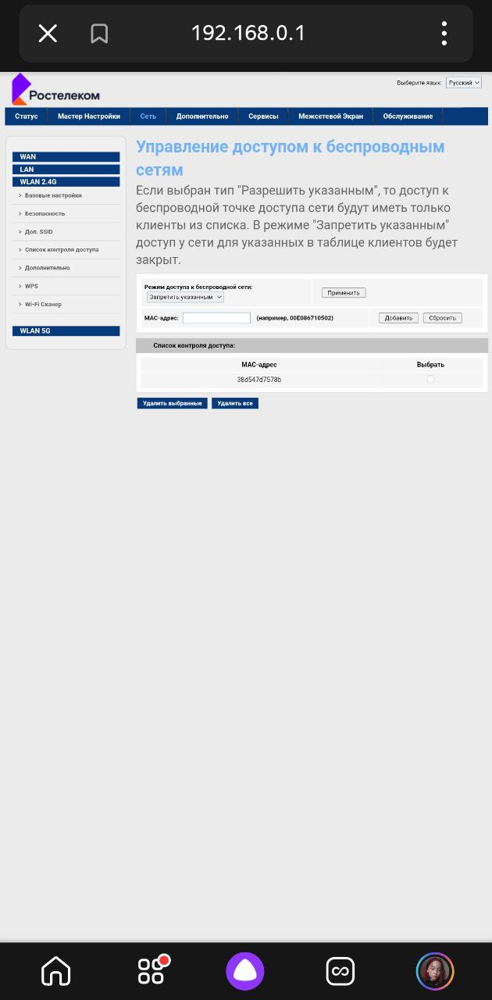 192.168.0.1
Ростелеком
Выберите язык: Русский
Статус Мастер Настройки Сеть Дополнительно Сервисы Межсетевой Экран Обслуживание
WAN
LAN
WLAN 2.4G
Базовые настройки
Безопасность
Доп. SSID
Список контроля доступа
Дополнительно
WPS
Wi-Fi Сканер
WLAN 5G
Управление доступом к беспроводным
сетям
Если выбран тип "Разрешить указанным", то доступ к
беспроводной точке доступа сети будут иметь только
клиенты из списка. В режиме "Запретить указанным"
доступ у сети для указанных в таблице клиентов будет
закрыт.
Режим доступа к беспроводной сети:
Запретить указанным
Применить
MAC-адрес: (например, 00E086710502) Добавить Сбросить
Список контроля доступа:
MAC-адрес Выбрать
38d547d7578b
Удалить выбранные Удалить все